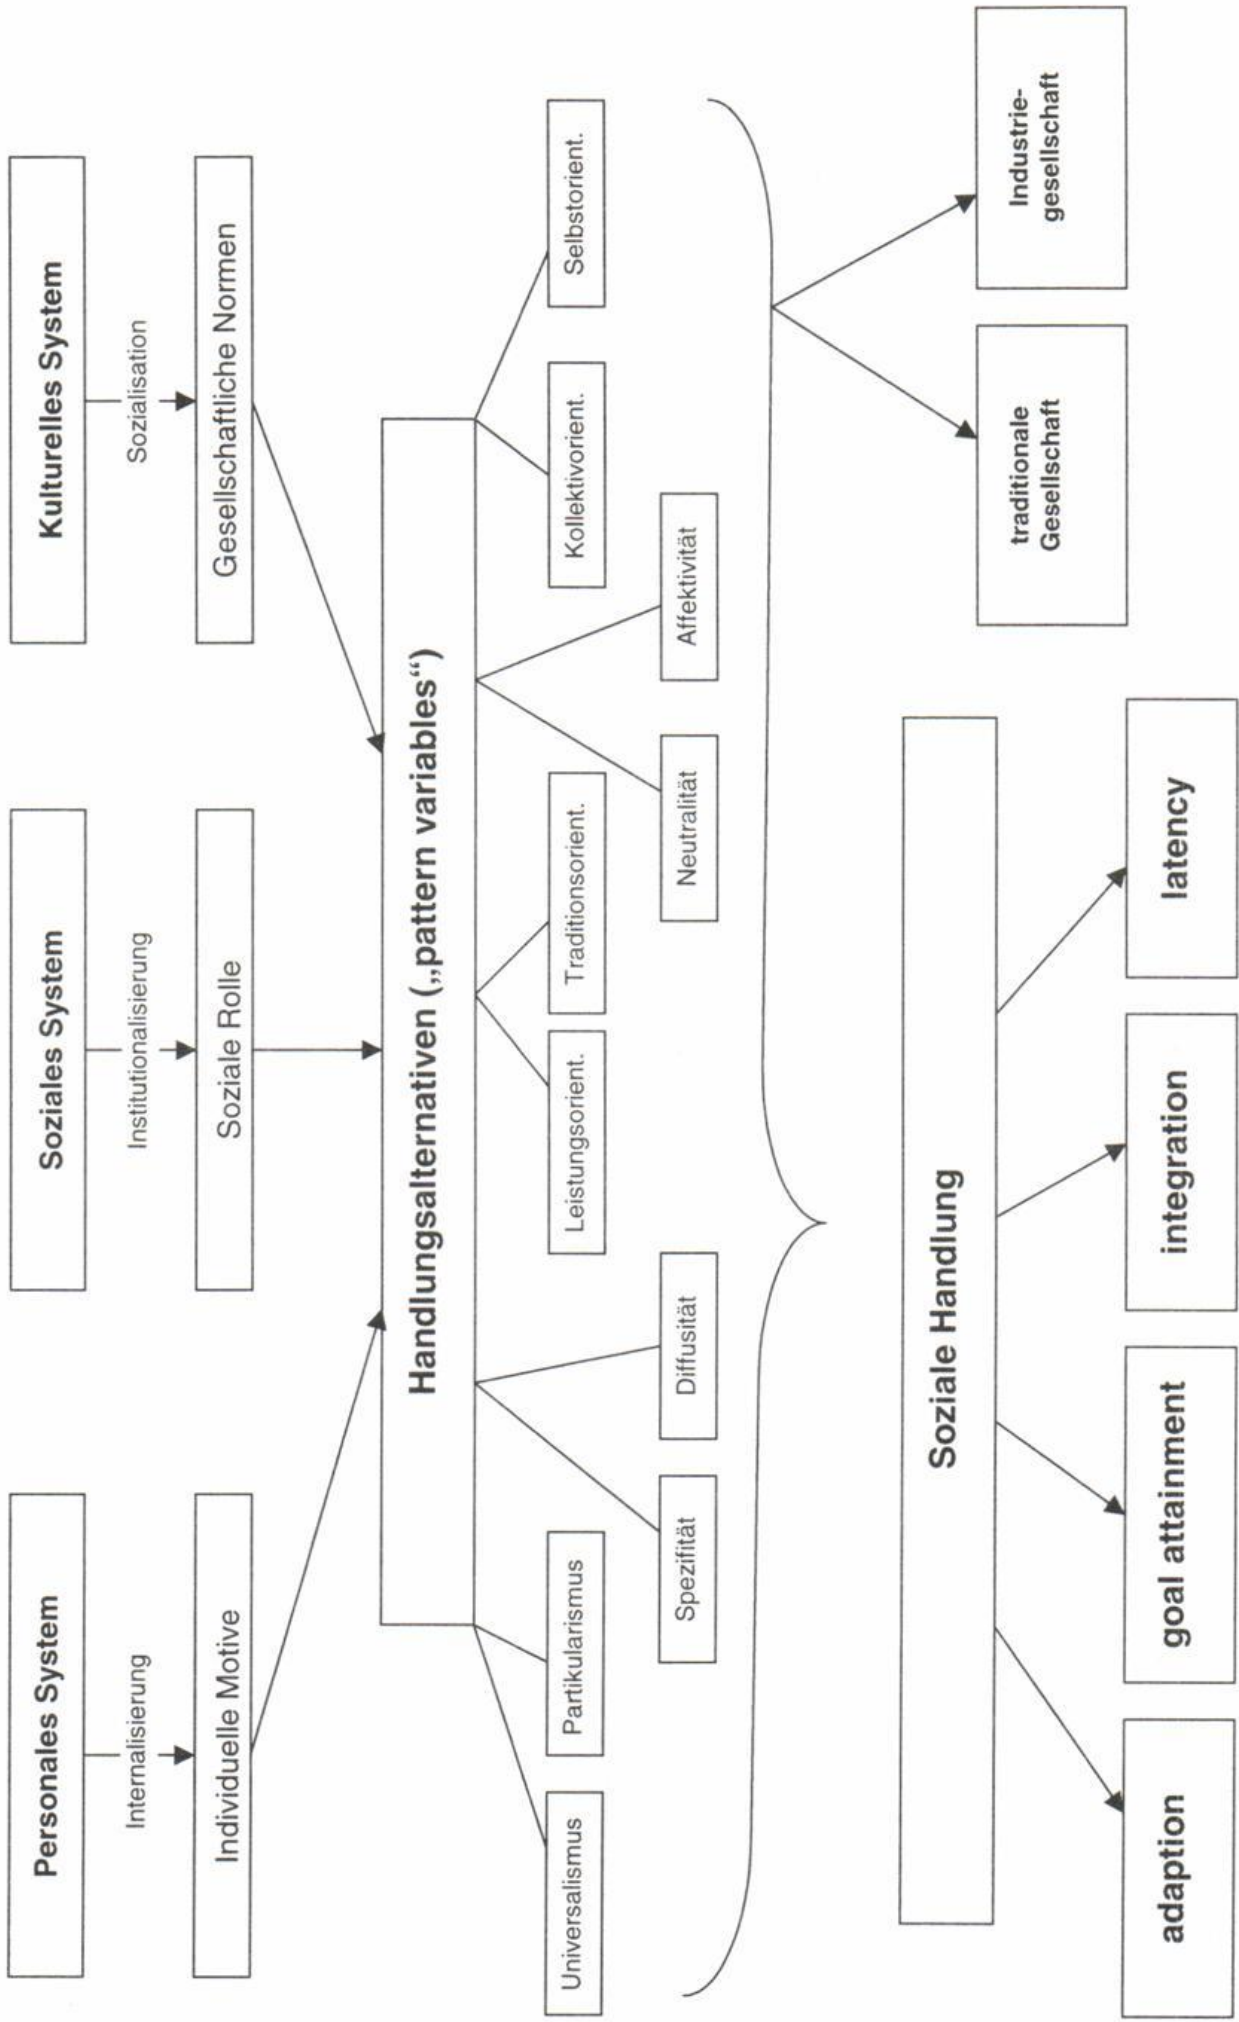 Personales System
Soziales System
Kulturelles System
Internalisierung
Institutionalisierung
Sozialisation
Individuelle Motive
Soziale Rolle
Gesellschaftliche Normen
Handlungsalternativen („pattern variables“)
Universalismus
Partikularismus
Leistungsorient.
Traditionsorient.
Kollektivorient.
Selbstorient.
Spezifität
Diffusität
Neutralität
Affektivität
Soziale Handlung
traditionale
Gesellschaft
Industrie-
gesellschaft
adaption
goal attainment
integration
latency